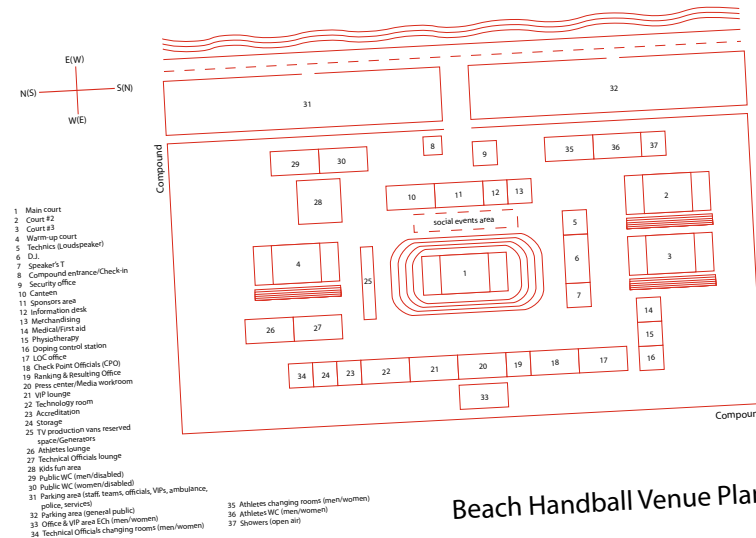 E(W)
N(S)
S(N)
W(E)
31
32
Compound
8
9
35
36
37
29
30
28
10
11
12
13
social events area
2
5
6
7
4
25
1
3
26
27
14
15
16
34
24
23
22
21
20
19
18
17
33
Compoun
1 Main court
2 Court #2
3 Court #3
4 Warm-up court
5 Technics (Loudspeaker)
6 D.J.
7 Speaker'sT
8 Compound entrance/Check-in
9 Security office
10 Canteen
11 Sponsors area
12 Information desk
13 Metchandising
14 Medical/First aid
15 Physiotherapy
16 Doping control station
17 LOC office
18 Check Point Officials (CPO)
19 Ranking & Resulting Office
20 Press center/Media workroom
21 VIP lounge
22 Technology room
23 Accreditation
24 Storage
25 TV production vans reserved
space/Generators
26 Athletes lounge
27 Technical Officials lounge
28 Kids fun area
29 Public WC (men/disabled)
30 Public WC (women/disabled)
31 Parking area (staff, teams, officials, VIPs, ambulance,
police, services)
32 Parking area (general public)
33 Office & VIP area ECh (men/women)
34 Technical Officials changing rooms (men/women)
35 Athletes changing rooms (men/women)
36 Athletes WC (men/women)
37 Showers (open air)
Beach Handball Venue Plan